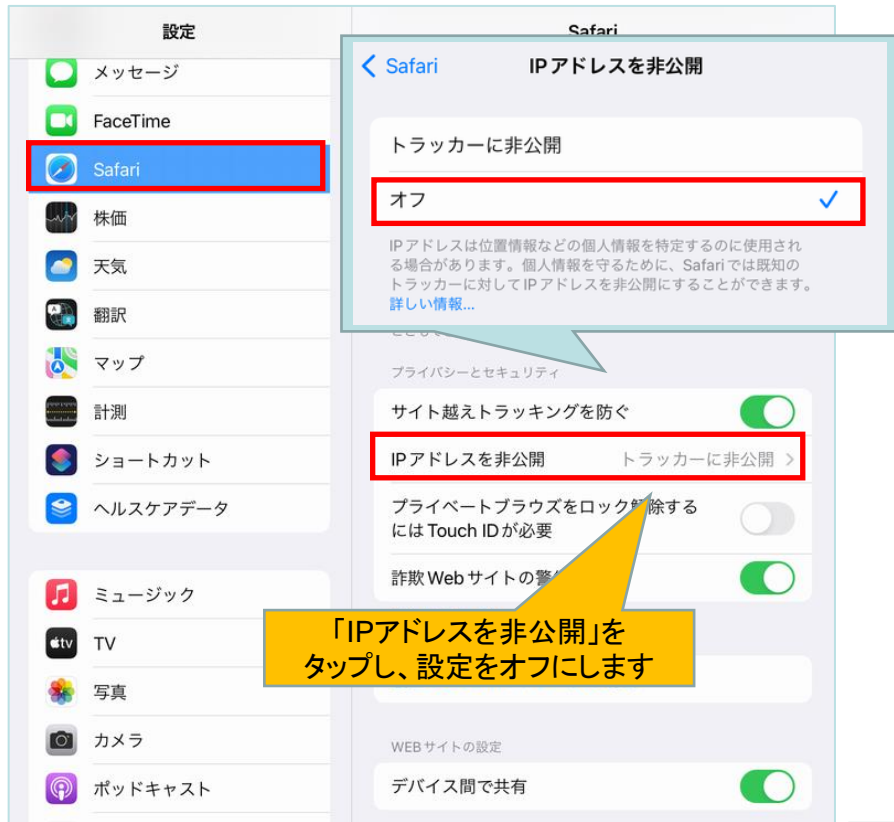 設定
メッセージ
FaceTime
Safari
株価
天気
翻訳
マップ
計測
ショートカット
ヘルスケアデータ
ミュージック
TV
写真
カメラ
ポッドキャスト
Safari
Safari
IPアドレスを非公開
トラッカーに非公開
オフ
IPアドレスは位置情報などの個人情報を特定するのに使用され
る場合があります。個人情報を守るために、Safariでは既知の
トラッカーに対してIPアドレスを非公開にすることができます。
詳しい情報...
プライバシーとセキュリティ
サイト越えトラッキングを防ぐ
IPアドレスを非公開 トラッカーに非公開
プライベートブラウズをロック解除する
にはTouch IDが必要
詐欺Webサイトの警
「IPアドレスを非公開」を
タップし、設定をオフにします
WEBサイトの設定
デバイス間で共有